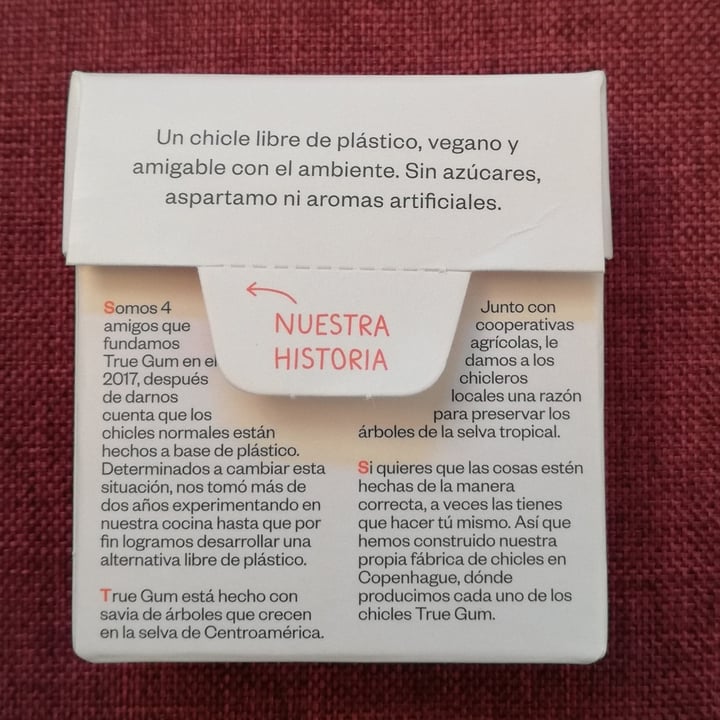 Un chicle libre de plástico, vegano y
amigable con el ambiente. Sin azúcares,
aspartamo ni aromas artificiales.
NUESTRA
HISTORIA
Somos 4
amigos que
fundamos
True Gum en el
2017, después
de darnos
cuenta que los
chicles normales están
hechos a base de plástico.
Determinados a cambiar esta
situación, nos tomó más de
dos años experimentando en
nuestra cocina hasta que por
fin logramos desarrollar una
alternativa libre de plástico.
True Gum está hecho con
savia de árboles que crecen
en la selva de Centroamérica.
Junto con
cooperativas
agrícolas, le
damos a los
chicleros
locales una razón
para preservar los
árboles de la selva tropical.
Si quieres que las cosas estén
hechas de la manera
correcta, a veces las tienes
que hacer tú mismo. Así que
hemos construido nuestra
propia fábrica de chicles en
Copenhague, dónde
producimos cada uno de los
chicles True Gum.